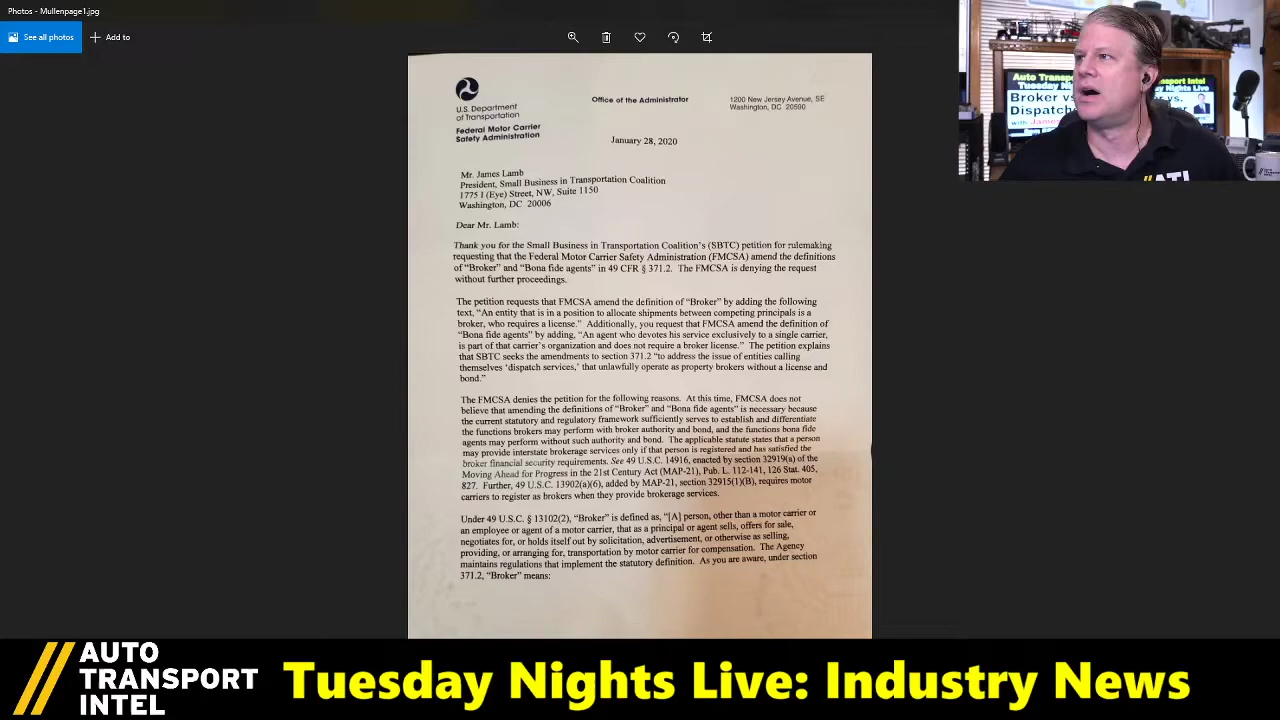 Photos - Mullenpage1.jpg
See all photos
Add to
U.S. Department
of Transportation
Federal Motor Carrier
Safety Administration
Office of the Administrator
1200 New Jersey Avenue, SE
Washington, DC 20590
January 28, 2020
Mr. James Lamb
President, Small Business in Transportation Coalition
1775 I (Eye) Street, NW, Suite 1150
Washington, DC 20006
Dear Mr. Lamb:
Thank you for the Small Business in Transportation Coalition's (SBTC) petition for rulemaking
requesting that the Federal Motor Carrier Safety Administration (FMCSA) amend the definitions
of "Broker" and "Bona fide agents" in 49 CFR § 371.2. The FMCSA is denying the request
without further proceedings.
The petition requests that FMCSA amend the definition of "Broker" by adding the following
text, "An entity that is in a position to allocate shipments between competing principals is a
broker, who requires a license." Additionally, you request that FMCSA amend the definition of
"Bona fide agents" by adding, "An agent who devotes his service exclusively to a single carrier,
is part of that carrier's organization and does not require a broker license." The petition explains
that SBTC seeks the amendments to section 371.2 "to address the issue of entities calling
themselves 'dispatch services,' that unlawfully operate as property brokers without a license and
bond."
The FMCSA denies the petition for the following reasons. At this time, FMCSA does not
believe that amending the definitions of "Broker" and "Bona fide agents" is necessary because
the current statutory and regulatory framework sufficiently serves to establish and differentiate
the functions brokers may perform with broker authority and bond, and the functions bona fide
agents may perform without such authority and bond. The applicable statute states that a person
may provide interstate brokerage services only if that person is registered and has satisfied the
broker financial security requirements. See 49 U.S.C. 14916, enacted by section 32919(a) of the
Moving Ahead for Progress in the 21st Century Act (MAP-21), Pub. L. 112-141, 126 Stat. 405,
827. Further, 49 U.S.C. 13902(a)(6), added by MAP-21, section 32915(1)(B), requires motor
carriers to register as brokers when they provide brokerage services.
Under 49 U.S.C. § 13102(2), "Broker" is defined as, "[A] person, other than a motor carrier or
an employee or agent of a motor carrier, that as a principal or agent sells, offers for sale,
negotiates for, or holds itself out by solicitation, advertisement, or otherwise as selling,
providing, or arranging for, transportation by motor carrier for compensation. The Agency
maintains regulations that implement the statutory definition. As you are aware, under section
371.2, "Broker" means:
Auto Transp
Tuesday N
Broker vs
Dispatch
with James
sport Intel
Nights Live
vs.
ATI
AUTO
TRANSPORT
INTEL
Tuesday Nights Live: Industry News